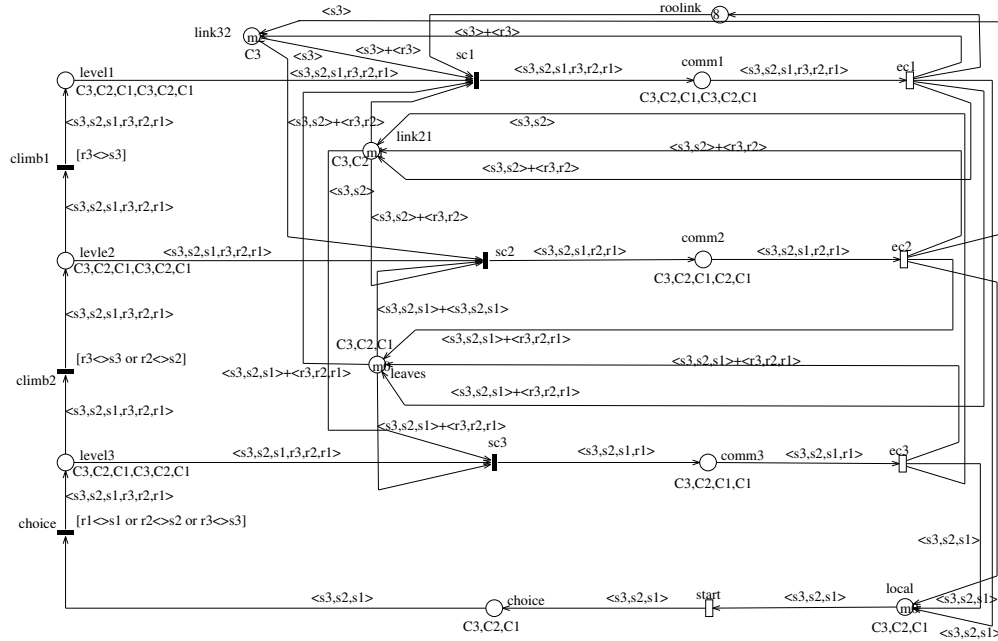 <s3>
roolink
8
link32
m
C3
<s3>+<r3>
<s3>+<r3>
<s3>
sc1
level1
<s3,s2,s1,r3,r2,r1>
<s3,s2,s1,r3,r2,r1>
comm1
<s3,s2,s1,r3,r2,r1>
ec1
C3,C2,C1,C3,C2,C1
C3,C2,C1,C3,C2,C1
<s3,s2,s1,r3,r2,r1>
<s3,s2>+<r3,r2>
<s3,s2>
link21
climb1
[r3<>s3]
m
C3,C2
<s3,s2>+<r3,r2>
<s3,s2>+<r3,r2>
<s3,s2>
<s3,s2,s1,r3,r2,r1>
<s3,s2>+<r3,r2>
levle2
<s3,s2,s1,r3,r2,r1>
sc2
<s3,s2,s1,r2,r1>
comm2
<s3,s2,s1,r2,r1>
ec2
C3,C2,C1,C3,C2,C1
C3,C2,C1,C2,C1
<s3,s2,s1,r3,r2,r1>
<s3,s2,s1>+<s3,s2,s1>
<s3,s2,s1>+<r3,r2,r1>
C3,C2,C1
climb2
[r3<>s3 or r2<>s2]
<s3,s2,s1>+<r3,r2,r1>
<s3,s2,s1>+<r3,r2,r1>
leaves
<s3,s2,s1>+<r3,r2,r1>
<s3,s2,s1,r3,r2,r1>
<s3,s2,s1>+<r3,r2,r1>
sc3
level3
<s3,s2,s1,r3,r2,r1>
<s3,s2,s1,r1>
comm3
<s3,s2,s1,r1>
ec3
C3,C2,C1,C3,C2,C1
C3,C2,C1,C1
<s3,s2,s1,r3,r2,r1>
choice
[r1<>s1 or r2<>s2 or r3<>s3]
<s3,s2,s1>
<s3,s2,s1>
choice
<s3,s2,s1>
start
<s3,s2,s1>
local
<s3,s2,s1>
C3,C2,C1
C3,C2,C1
<s3,s2,s1>